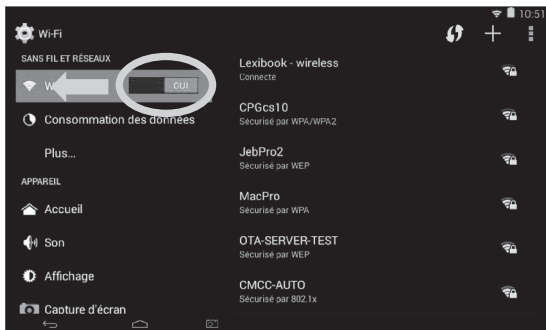 10:51
Wi-Fi
SANS FIL ET RÉSEAUX
W
OUI
Consommation des données
Plus...
APPAREIL
Accueil
Son
Affichage
Capture d'écran
Lexibook - wireless
Connecté
CPGcs10
Sécurisé par WPA/WPA2
JebPro2
Sécurisé par WEP
MacPro
Sécurisé par WPA
OTA-SERVER-TEST
Sécurisé par WEP
CMCC-AUTO
Sécurisé par 802.1x